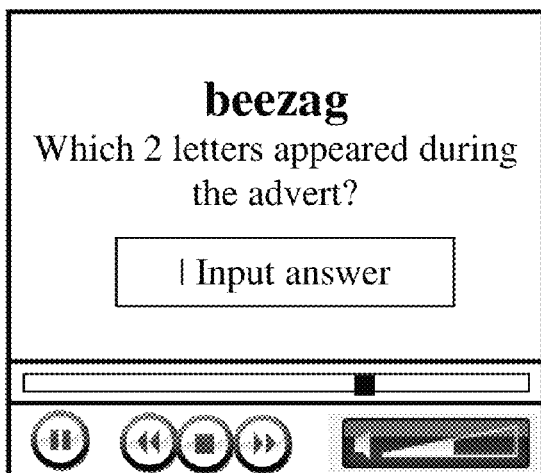 beezag
Which 2 letters appeared during
the advert?
| Input answer